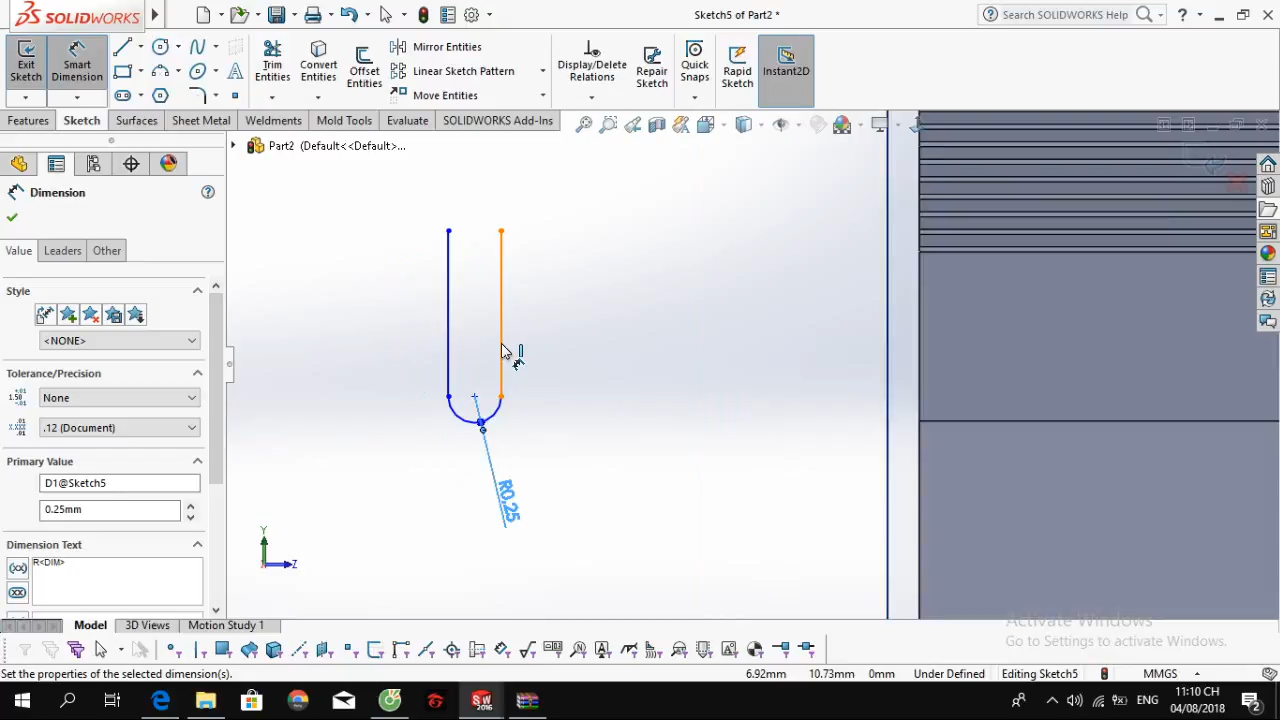 SOLIDWORKS
Sketch5 of Part2 *
Search SOLIDWORKS Help
Exit Sketch
Smart Dimension
Trim Entities
Convert Entities
Offset Entities
Mirror Entities
Linear Sketch Pattern
Move Entities
Display/Delete Relations
Repair Sketch
Quick Snaps
Rapid Sketch
Instant2D
Features
Sketch
Surfaces
Sheet Metal
Weldments
Mold Tools
Evaluate
SOLIDWORKS Add-Ins
Part2 (Default<<Default>...
Dimension
Value
Leaders
Other
Style
<NONE>
Tolerance/Precision
None
.12 (Document)
Primary Value
D1@Sketch5
0.25mm
Dimension Text
R<DIM>
R0,25
Y
Z
Model
3D Views
Motion Study 1
Activate Windows
Go to Settings to activate Windows.
Set the properties of the selected dimension(s).
6.92mm
10.73mm
0mm
Under Defined
Editing Sketch5
MMGS
ENG
11:10 CH
04/08/2018
2